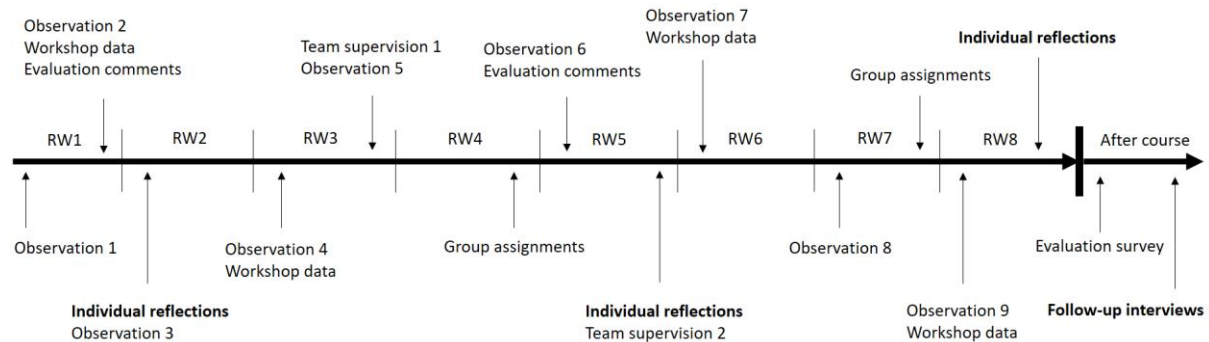 Observation 2
Workshop data
Evaluation comments
Team supervision 1
Observation 5
Observation 6
Evaluation comments
Observation 7
Workshop data
Group assignments
Individual reflections
RW1
RW2
RW3
RW4
RW5
RW6
RW7
RW8
After course
Observation 1
Individual reflections
Observation 3
Observation 4
Workshop data
Group assignments
Individual reflections
Team supervision 2
Observation 8
Observation 9
Workshop data
Evaluation survey
Follow-up interviews